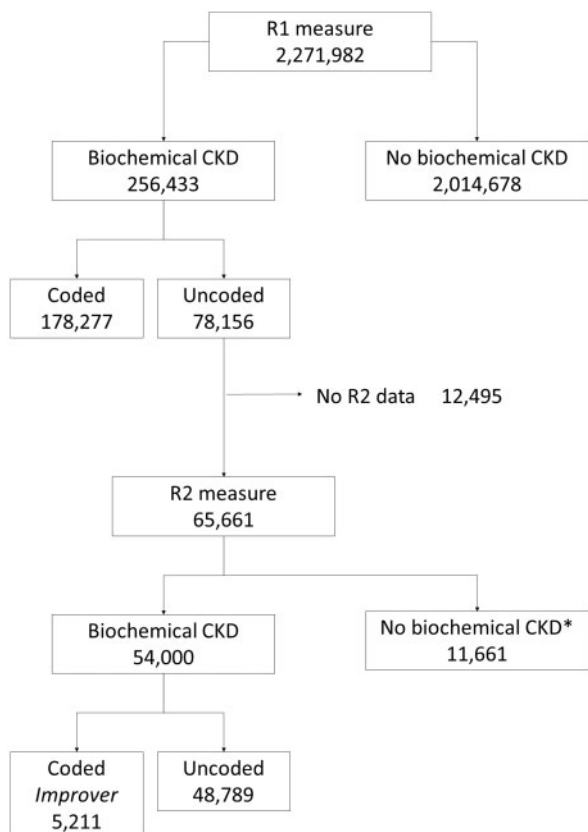 R1 measure
2,271,982
Biochemical CKD
256,433
No biochemical CKD
2,014,678
Coded
178,277
Uncoded
78,156
No R2 data 12,495
R2 measure
65,661
Biochemical CKD
54,000
No biochemical CKD*
11,661
Coded
Improver
5,211
Uncoded
48,789